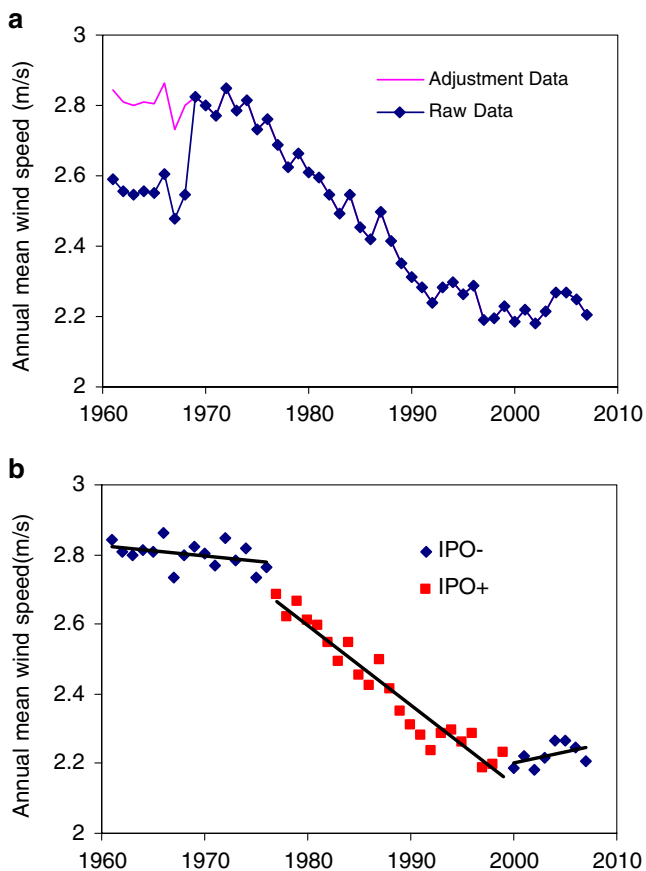 a
Annual mean wind speed (m/s)
3
2.8
2.6
2.4
2.2
2
1960 1970 1980 1990 2000 2010
Adjustment Data
Raw Data
b
Annual mean wind speed(m/s)
3
2.8
2.6
2.4
2.2
2
1960 1970 1980 1990 2000 2010
IPO-
IPO+